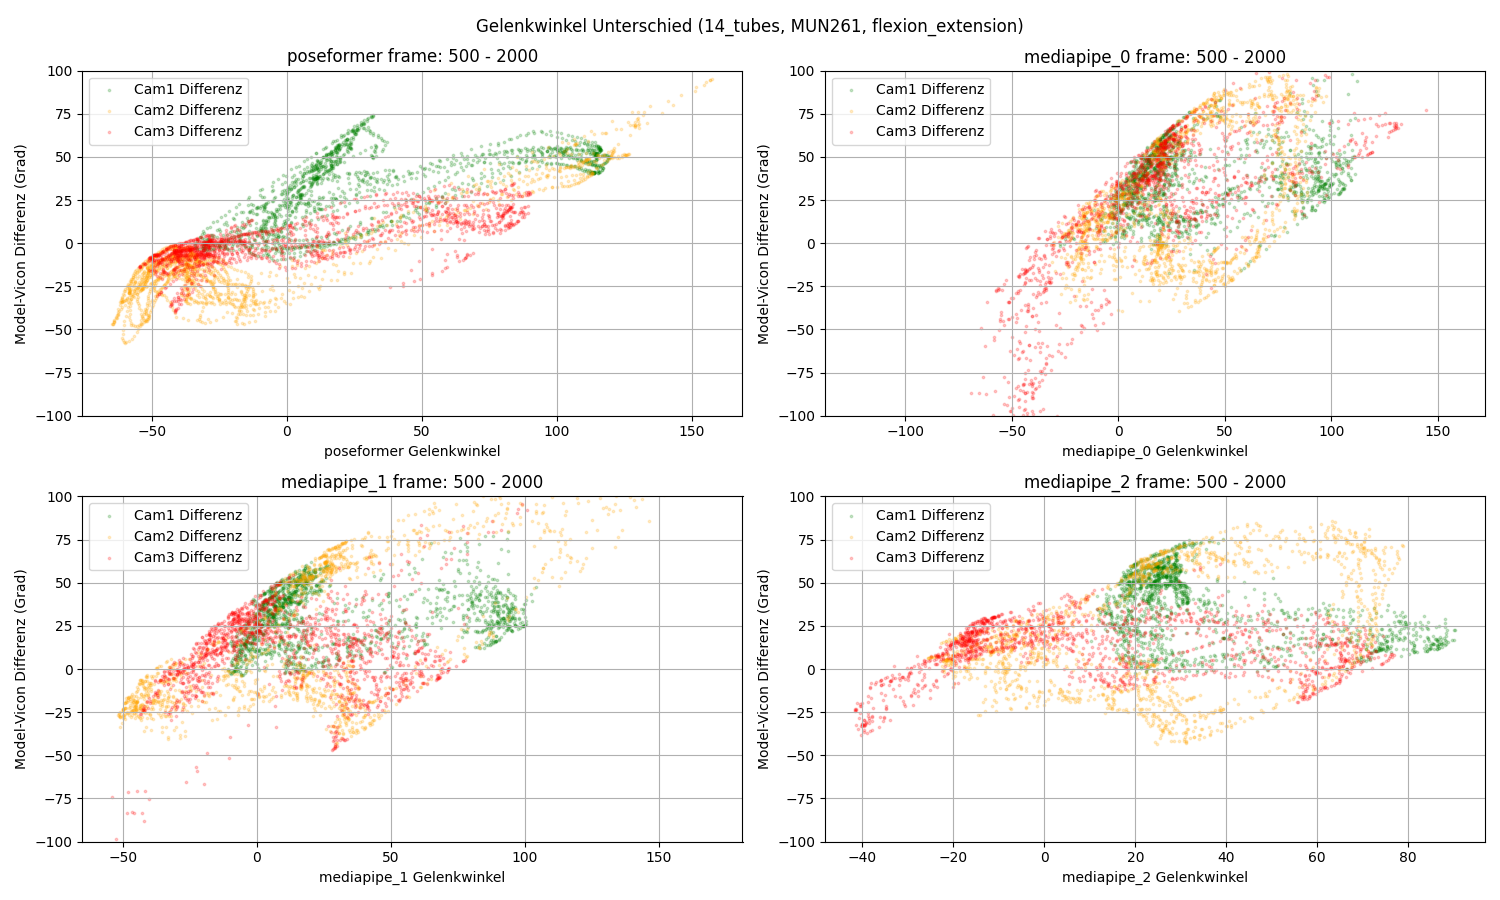 Gelenkwinkel Unterschied (14_tubes, MUN261, flexion_extension)
poseformer frame: 500 - 2000
Cam1 Differenz
Cam2 Differenz
Cam3 Differenz
Model-Vicon Differenz (Grad)
100
75
50
25
0
−25
−50
−75
−100
−50
0
50
100
150
poseformer Gelenkwinkel
mediapipe_0 frame: 500 - 2000
Cam1 Differenz
Cam2 Differenz
Cam3 Differenz
Model-Vicon Differenz (Grad)
100
75
50
25
0
−25
−50
−75
−100
−100
−50
0
50
100
150
mediapipe_0 Gelenkwinkel
mediapipe_1 frame: 500 - 2000
Cam1 Differenz
Cam2 Differenz
Cam3 Differenz
Model-Vicon Differenz (Grad)
100
75
50
25
0
−25
−50
−75
−100
−50
0
50
100
150
mediapipe_1 Gelenkwinkel
mediapipe_2 frame: 500 - 2000
Cam1 Differenz
Cam2 Differenz
Cam3 Differenz
Model-Vicon Differenz (Grad)
100
75
50
25
0
−25
−50
−75
−100
−40
−20
0
20
40
60
80
mediapipe_2 Gelenkwinkel